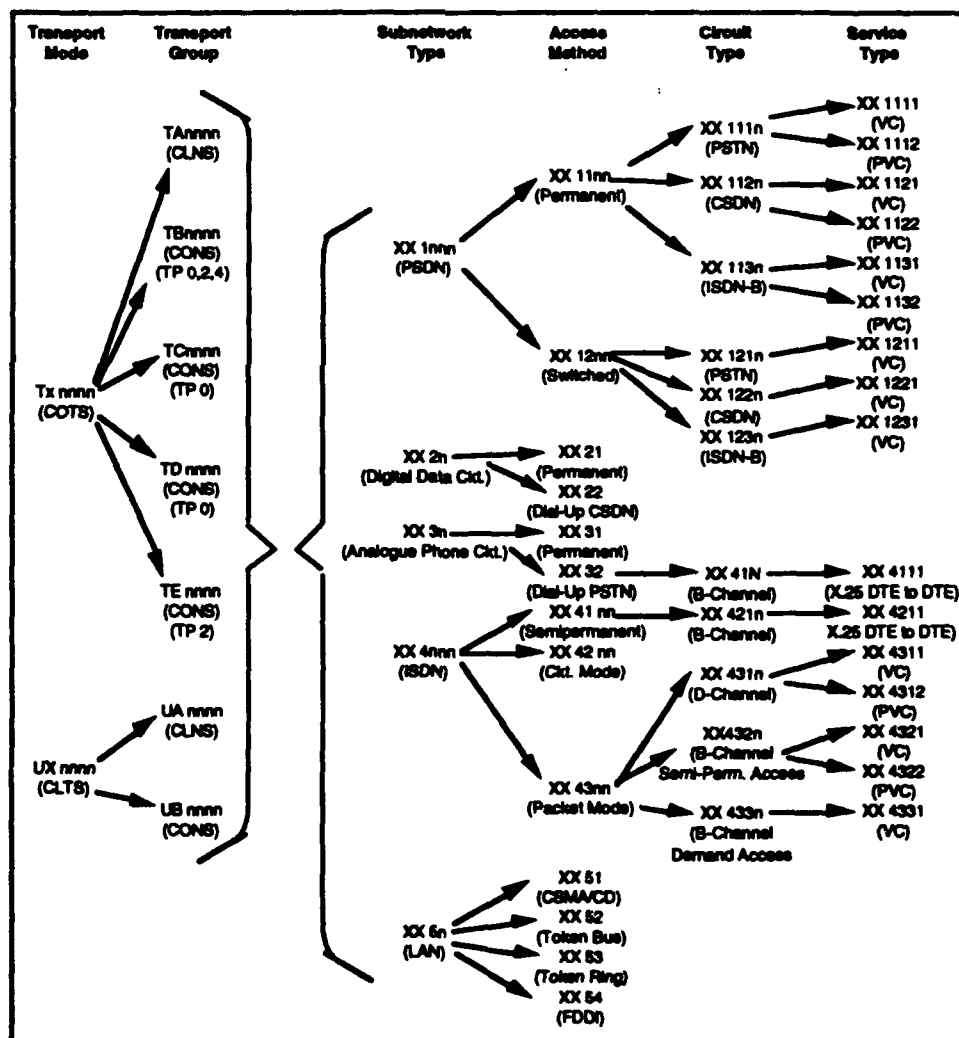 Transport Mode
Transport Group
Subnetwork Type
Access Method
Circuit Type
Service Type
Tx nnnn
(COTS)
UX nnnn
(CLTS)
TAnnnn
(CLNS)
TBnnnn
(CONS)
(TP 0,2,4)
TCnnnn
(CONS)
(TP 0)
TD nnnn
(CONS)
(TP 0)
TE nnnn
(CONS)
(TP 2)
UA nnnn
(CLNS)
UB nnnn
(CONS)
XX 1nnn
(PSDN)
XX 2n
(Digital Data Ckt.)
XX 3n
(Analogue Phone Ckt.)
XX 4nnn
(ISDN)
XX 5n
(LAN)
XX 11nn
(Permanent)
XX 12nn
(Switched)
XX 21
(Permanent)
XX 22
(Dial-Up CSDN)
XX 31
(Permanent)
XX 32
(Dial-Up PSTN)
XX 41 nn
(Semipermanent)
XX 42 nn
(Ckt. Mode)
XX 43nn
(Packet Mode)
XX 51
(CSMA/CD)
XX 52
(Token Bus)
XX 53
(Token Ring)
XX 54
(FDDI)
XX 111n
(PSTN)
XX 112n
(CSDN)
XX 113n
(ISDN-B)
XX 121n
(PSTN)
XX 122n
(CSDN)
XX 123n
(ISDN-B)
XX 41N
(B-Channel)
XX 421n
(B-Channel)
XX 431n
(D-Channel)
XX432n
(B-Channel
Semi-Perm. Access
XX 433n
(B-Channel
Demand Access
XX 1111
(VC)
XX 1112
(PVC)
XX 1121
(VC)
XX 1122
(PVC)
XX 1131
(VC)
XX 1132
(PVC)
XX 1211
(VC)
XX 1221
(VC)
XX 1231
(VC)
XX 4111
(X.25 DTE to DTE)
XX 4211
X.25 DTE to DTE)
XX 4311
(VC)
XX 4312
(PVC)
XX 4321
(VC)
XX 4322
(PVC)
XX 4331
(VC)